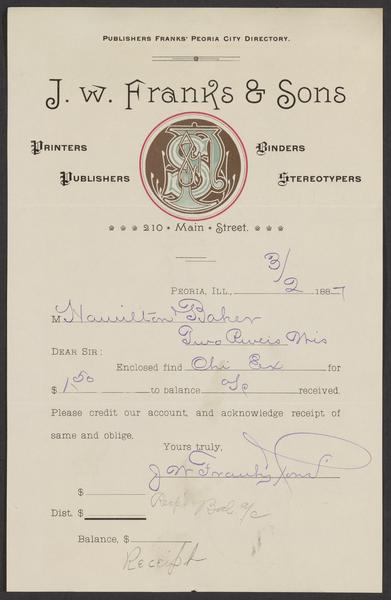 Publishers Franks' Peoria City Directory.
J. W. Franks & Sons
Printers Binders
Publishers Stereotypers
210 • Main • Street.
Peoria, Ill., 3/2 1887
M Hamilton Baker
Two Rivers Wis
Dear Sir:
Enclosed find Chi Ex for
$ 1.50 to balance a/c received.
Please credit our account, and acknowledge receipt of
same and oblige.
Yours truly,
J W Franks & Sons
$
Dist. $
Balance, $
Receipt